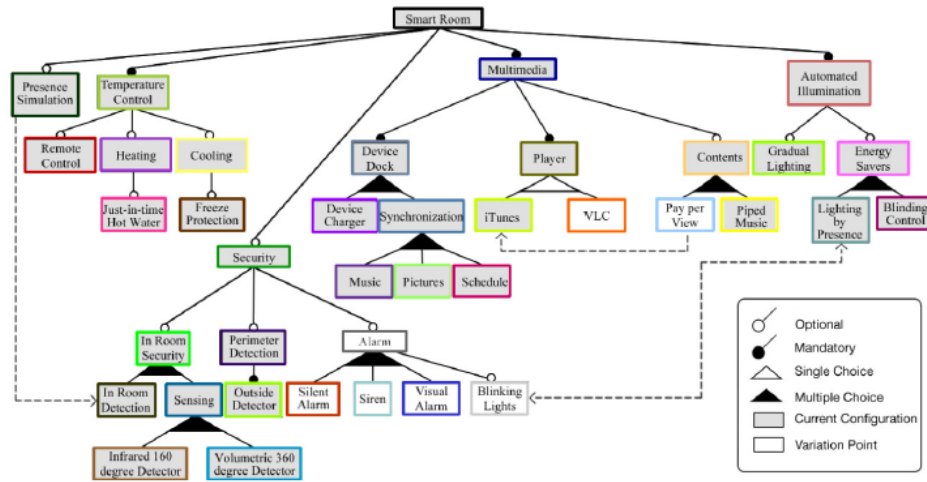 Smart Room
Presence
Simulation
Temperature
Control
Multimedia
Automated
Illumination
Remote
Control
Heating
Cooling
Device
Dock
Player
Contents
Gradual
Lighting
Energy
Savers
Just-in-time
Hot Water
Freeze
Protection
Device
Charger
Synchronization
iTunes
VLC
Pay per
View
Piped
Music
Lighting
by
Presence
Blinding
Control
Security
Music
Pictures
Schedule
In Room
Security
Perimeter
Detection
Alarm
In Room
Detection
Sensing
Outside
Detector
Silent
Alarm
Siren
Visual
Alarm
Blinking
Lights
Infrared 160
degree Detector
Volumetric 360
degree Detector
Optional
Mandatory
Single Choice
Multiple Choice
Current Configuration
Variation Point